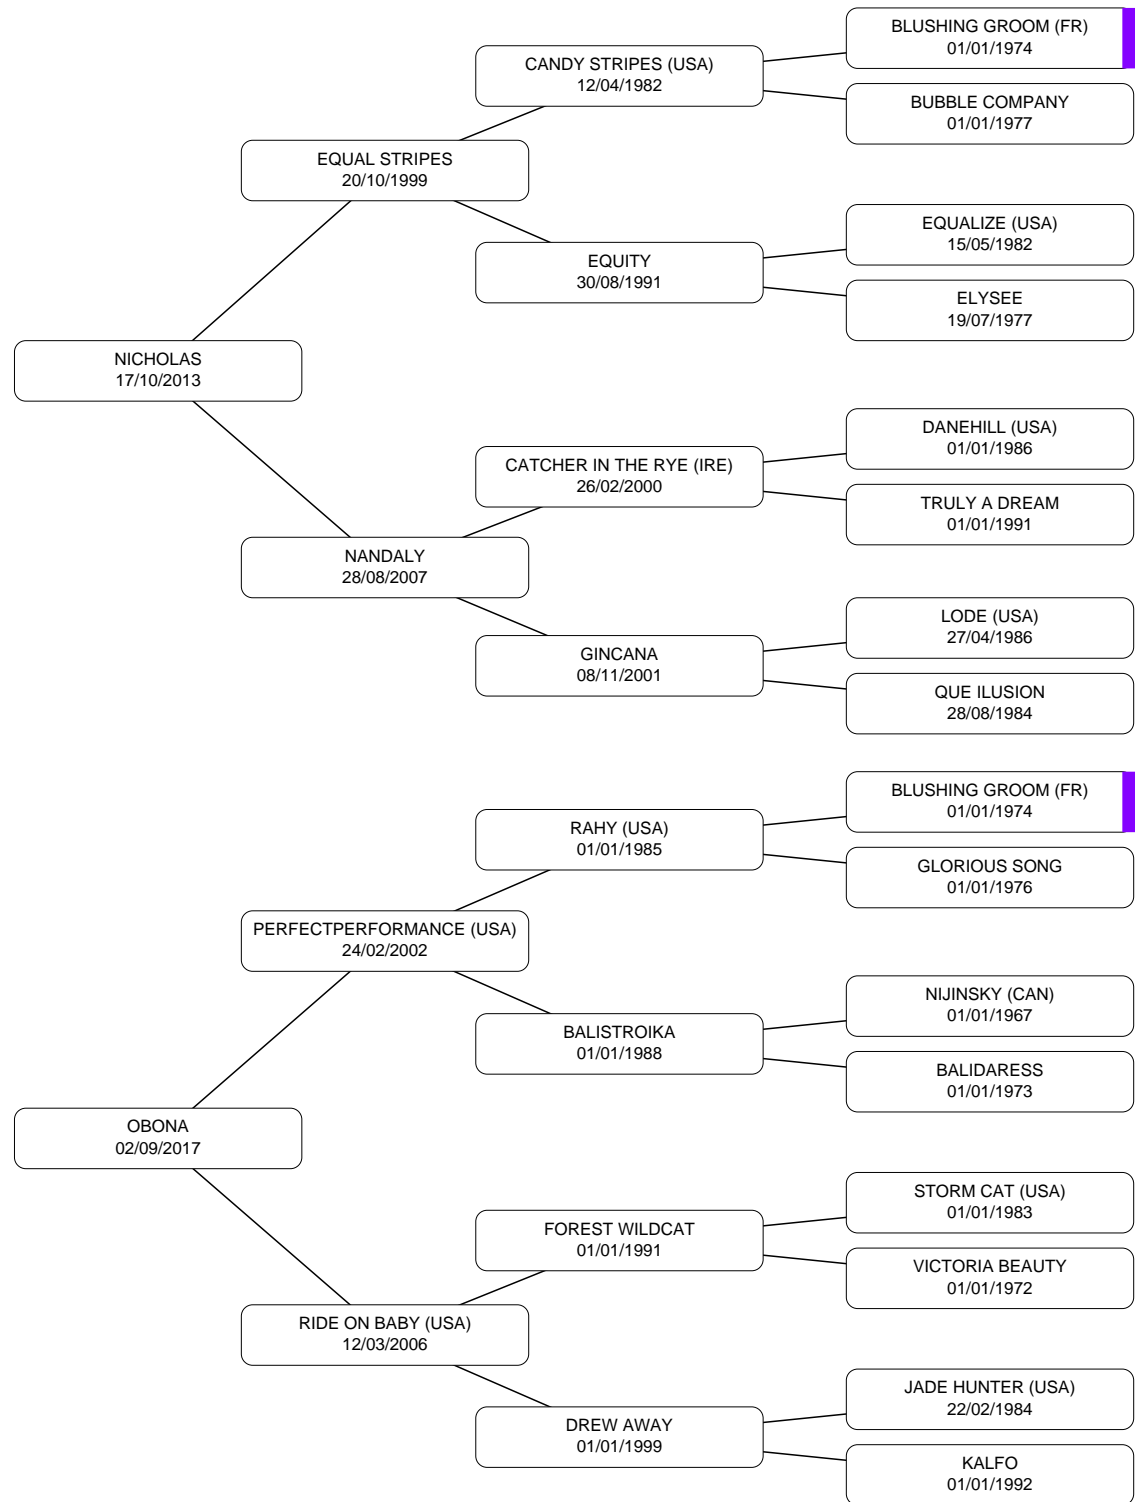 BLUSHING GROOM (FR)
01/01/1974
CANDY STRIPES (USA)
12/04/1982
BUBBLE COMPANY
01/01/1977
EQUAL STRIPES
20/10/1999
EQUALIZE (USA)
15/05/1982
EQUITY
30/08/1991
ELYSEE
19/07/1977
NICHOLAS
17/10/2013
DANEHILL (USA)
01/01/1986
CATCHER IN THE RYE (IRE)
26/02/2000
TRULY A DREAM
01/01/1991
NANDALY
28/08/2007
LODE (USA)
27/04/1986
GINCANA
08/11/2001
QUE ILUSION
28/08/1984
BLUSHING GROOM (FR)
01/01/1974
RAHY (USA)
01/01/1985
GLORIOUS SONG
01/01/1976
PERFECTPERFORMANCE (USA)
24/02/2002
NIJINSKY (CAN)
01/01/1967
BALISTROIKA
01/01/1988
BALIDARESS
01/01/1973
OBONA
02/09/2017
STORM CAT (USA)
01/01/1983
FOREST WILDCAT
01/01/1991
VICTORIA BEAUTY
01/01/1972
RIDE ON BABY (USA)
12/03/2006
JADE HUNTER (USA)
22/02/1984
DREW AWAY
01/01/1999
KALFO
01/01/1992